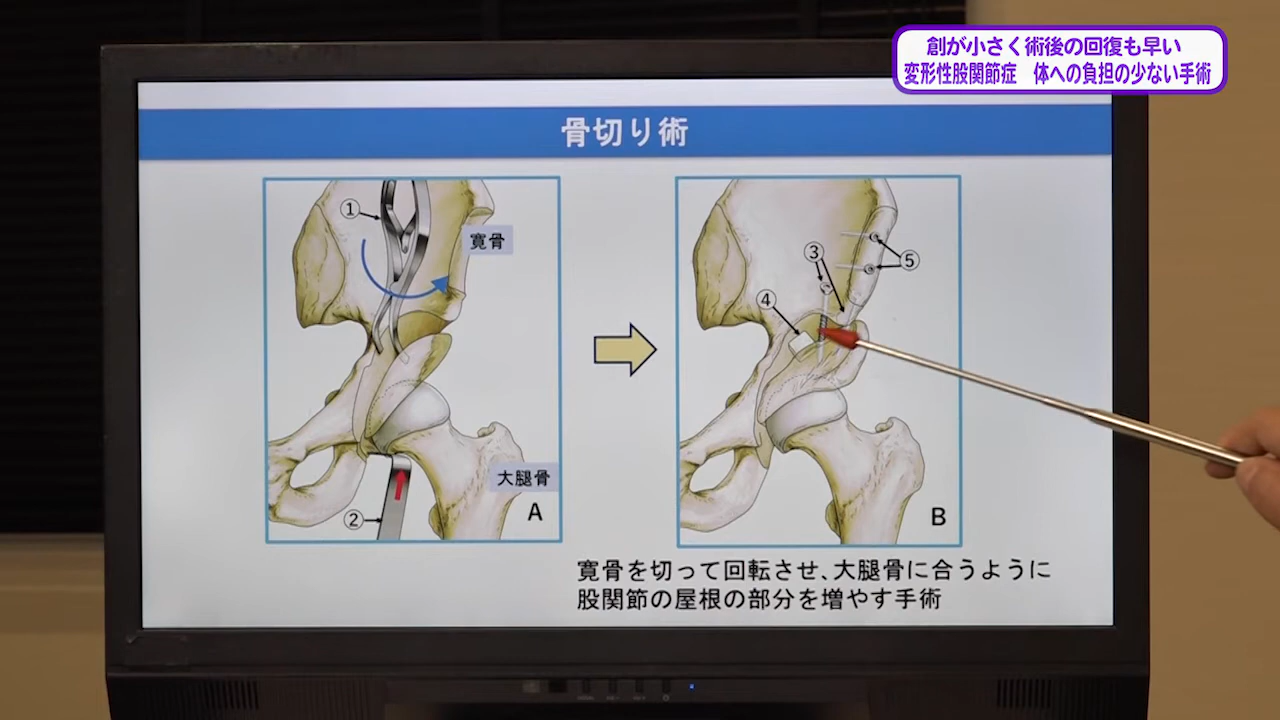 創が小さく術後の回復も早い
変形性股関節症 体への負担の少ない手術
骨切り術
①
寛骨
大腿骨
②
A
③
④
⑤
B
寛骨を切って回転させ、大腿骨に合うように
股関節の屋根の部分を増やす手術